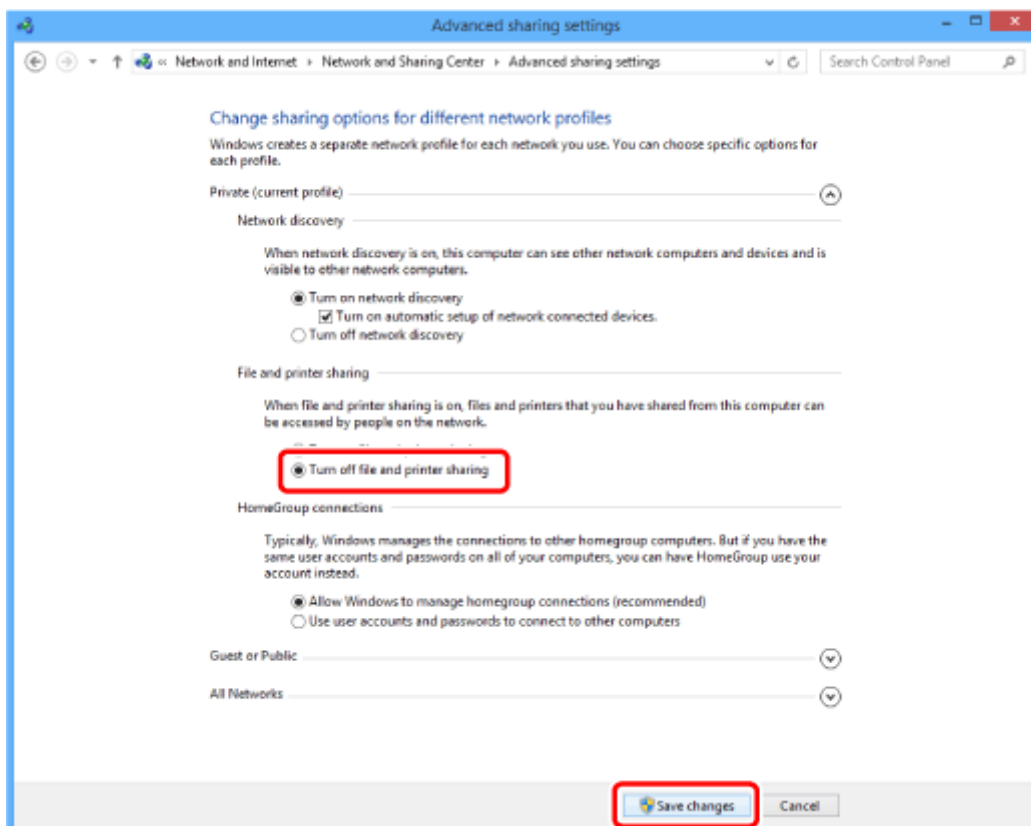 Advanced sharing settings
« Network and Internet ▸ Network and Sharing Center ▸ Advanced sharing settings
Search Control Panel
Change sharing options for different network profiles
Windows creates a separate network profile for each network you use. You can choose specific options for
each profile.
Private (current profile)
Network discovery
When network discovery is on, this computer can see other network computers and devices and is
visible to other network computers.
Turn on network discovery
Turn on automatic setup of network connected devices.
Turn off network discovery
File and printer sharing
When file and printer sharing is on, files and printers that you have shared from this computer can
be accessed by people on the network.
Turn off file and printer sharing
HomeGroup connections
Typically, Windows manages the connections to other homegroup computers. But if you have the
same user accounts and passwords on all of your computers, you can have HomeGroup use your
account instead.
Allow Windows to manage homegroup connections (recommended)
Use user accounts and passwords to connect to other computers
Guest or Public
All Networks
Save changes
Cancel